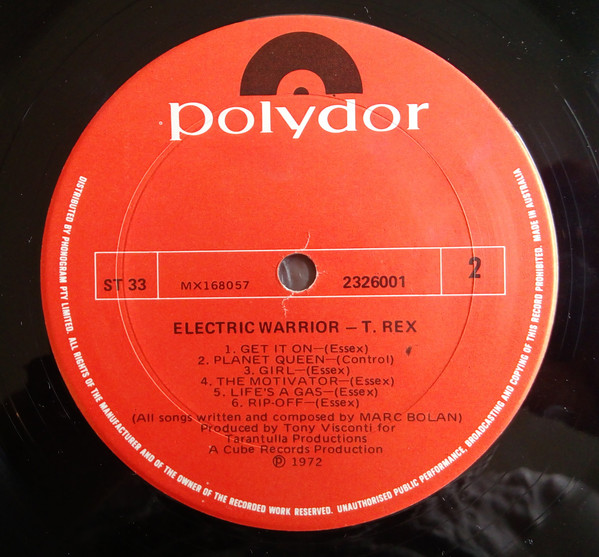 polydor
ST 33
MX168057
2326001
2
ELECTRIC WARRIOR – T. REX
1. GET IT ON—(Essex)
2. PLANET QUEEN—(Control)
3. GIRL—(Essex)
4. THE MOTIVATOR—(Essex)
5. LIFE'S A GAS—(Essex)
6. RIP-OFF—(Essex)
(All songs written and composed by MARC BOLAN)
Produced by Tony Visconti for
Tarantulla Productions
A Cube Records Production
℗ 1972
DISTRIBUTED BY PHONOGRAM PTY LIMITED. ALL RIGHTS OF THE MANUFACTURER AND OF THE OWNER OF THE RECORDED WORK RESERVED. UNAUTHORISED PUBLIC PERFORMANCE, BROADCASTING AND COPYING OF THIS RECORD PROHIBITED. MADE IN AUSTRALIA